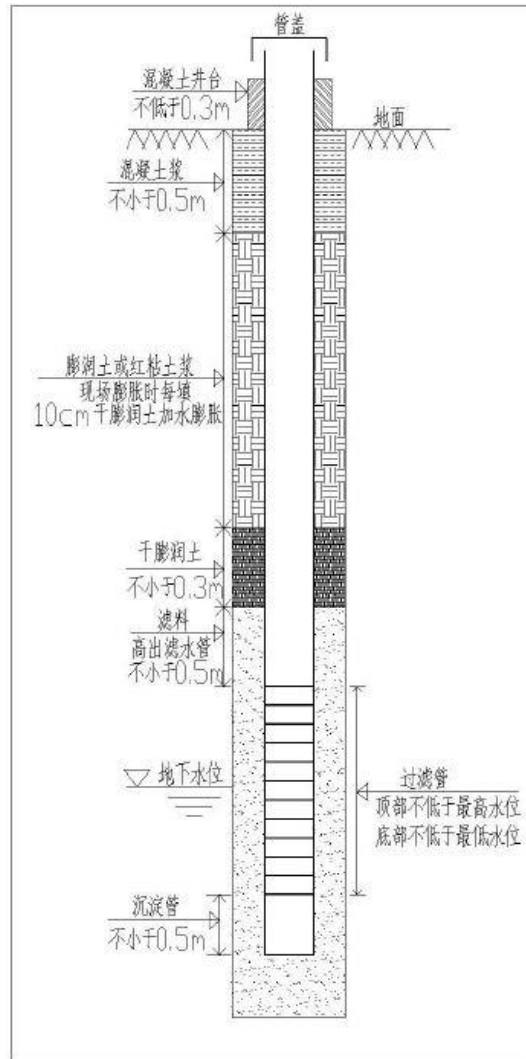 管盖
混凝土井台
不低于0.3m
地面
混凝土浆
不小于0.5m
膨润土或红粘土浆
现场膨胀时每填
10cm干膨润土加水膨胀
干膨润土
不小于0.3m
滤料
高出滤水管
不小于0.5m
地下水位
过滤管
顶部不低于最高水位
底部不低于最低水位
沉淀管
不小于0.5m